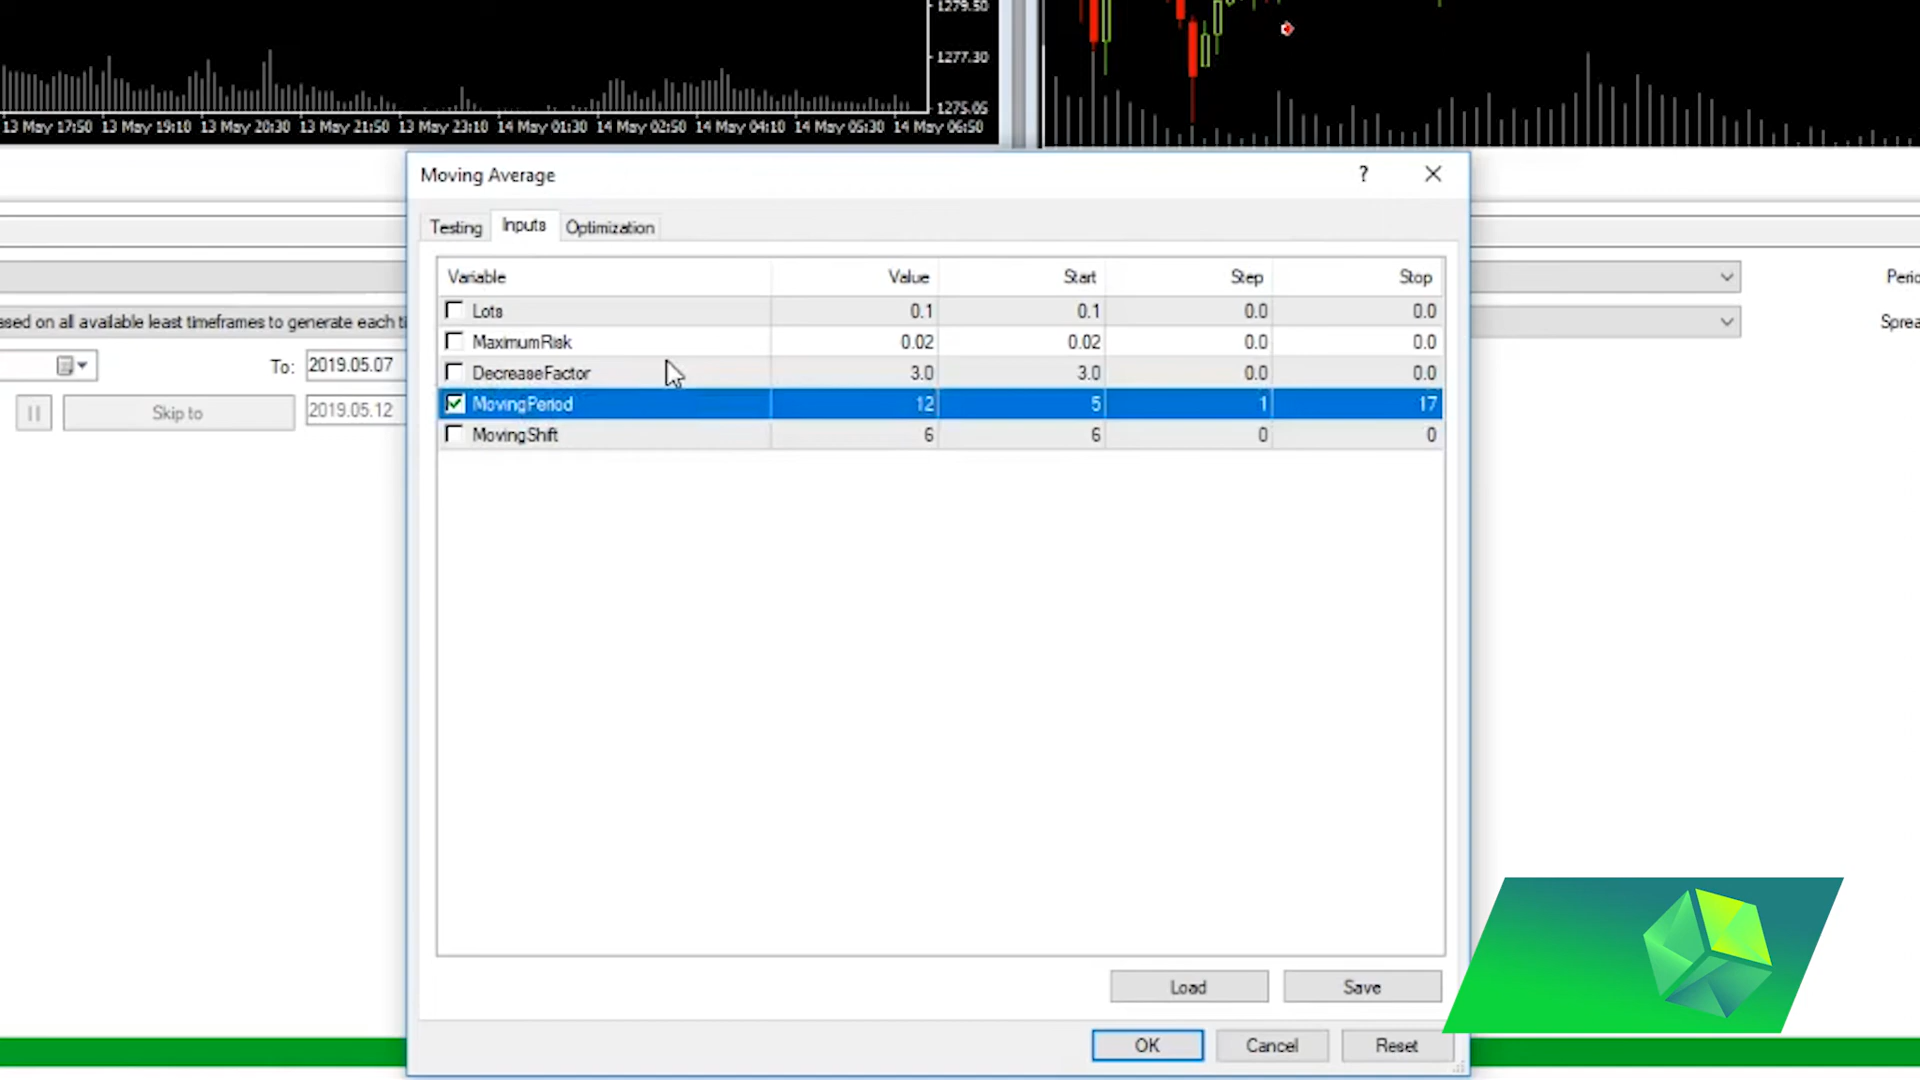 1279.50
1277.30
1275.05
13 May 17:50 13 May 19:10 13 May 20:30 13 May 21:50 13 May 23:10 14 May 01:30 14 May 02:50 14 May 04:10 14 May 05:30 14 May 06:50
Moving Average ?
Testing Inputs Optimization
Variable Value Start Step Stop
Lots 0.1 0.1 0.0 0.0
MaximumRisk 0.02 0.02 0.0 0.0
DecreaseFactor 3.0 3.0 0.0 0.0
MovingPeriod 12 5 1 17
MovingShift 6 6 0 0
Perio
ased on all available least timeframes to generate each ti
Sprea
To: 2019.05.07
Skip to 2019.05.12
Load Save
OK Cancel Reset